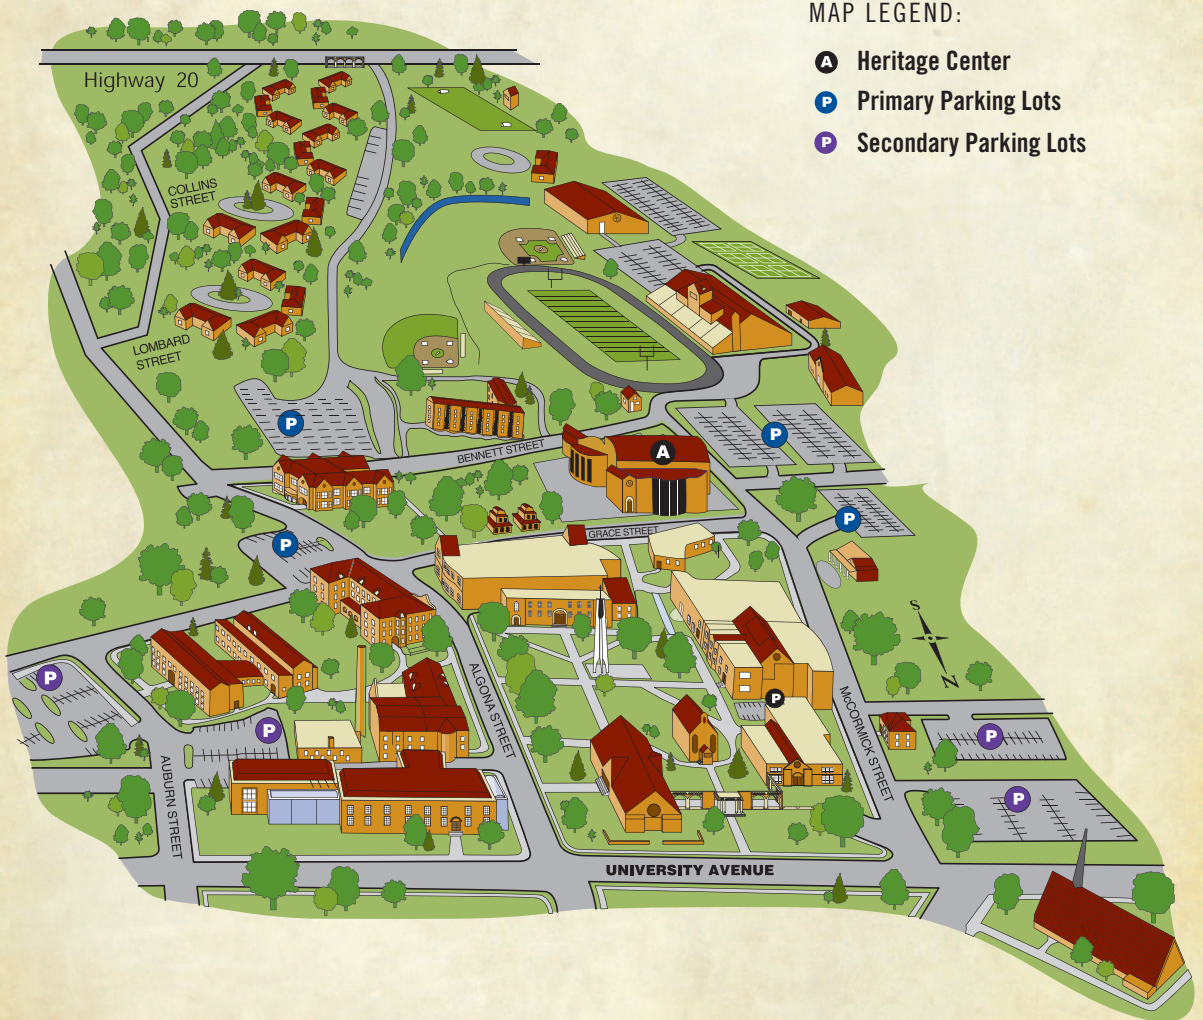 MAP LEGEND:
A Heritage Center
P Primary Parking Lots
P Secondary Parking Lots
Highway 20
COLLINS
STREET
LOMBARD
STREET
P
P
BENNETT STREET
A
P
P
GRACE STREET
S
N
P
ALGONA STREET
McCORMICK STREET
P
P
P
AUBURN STREET
P
UNIVERSITY AVENUE